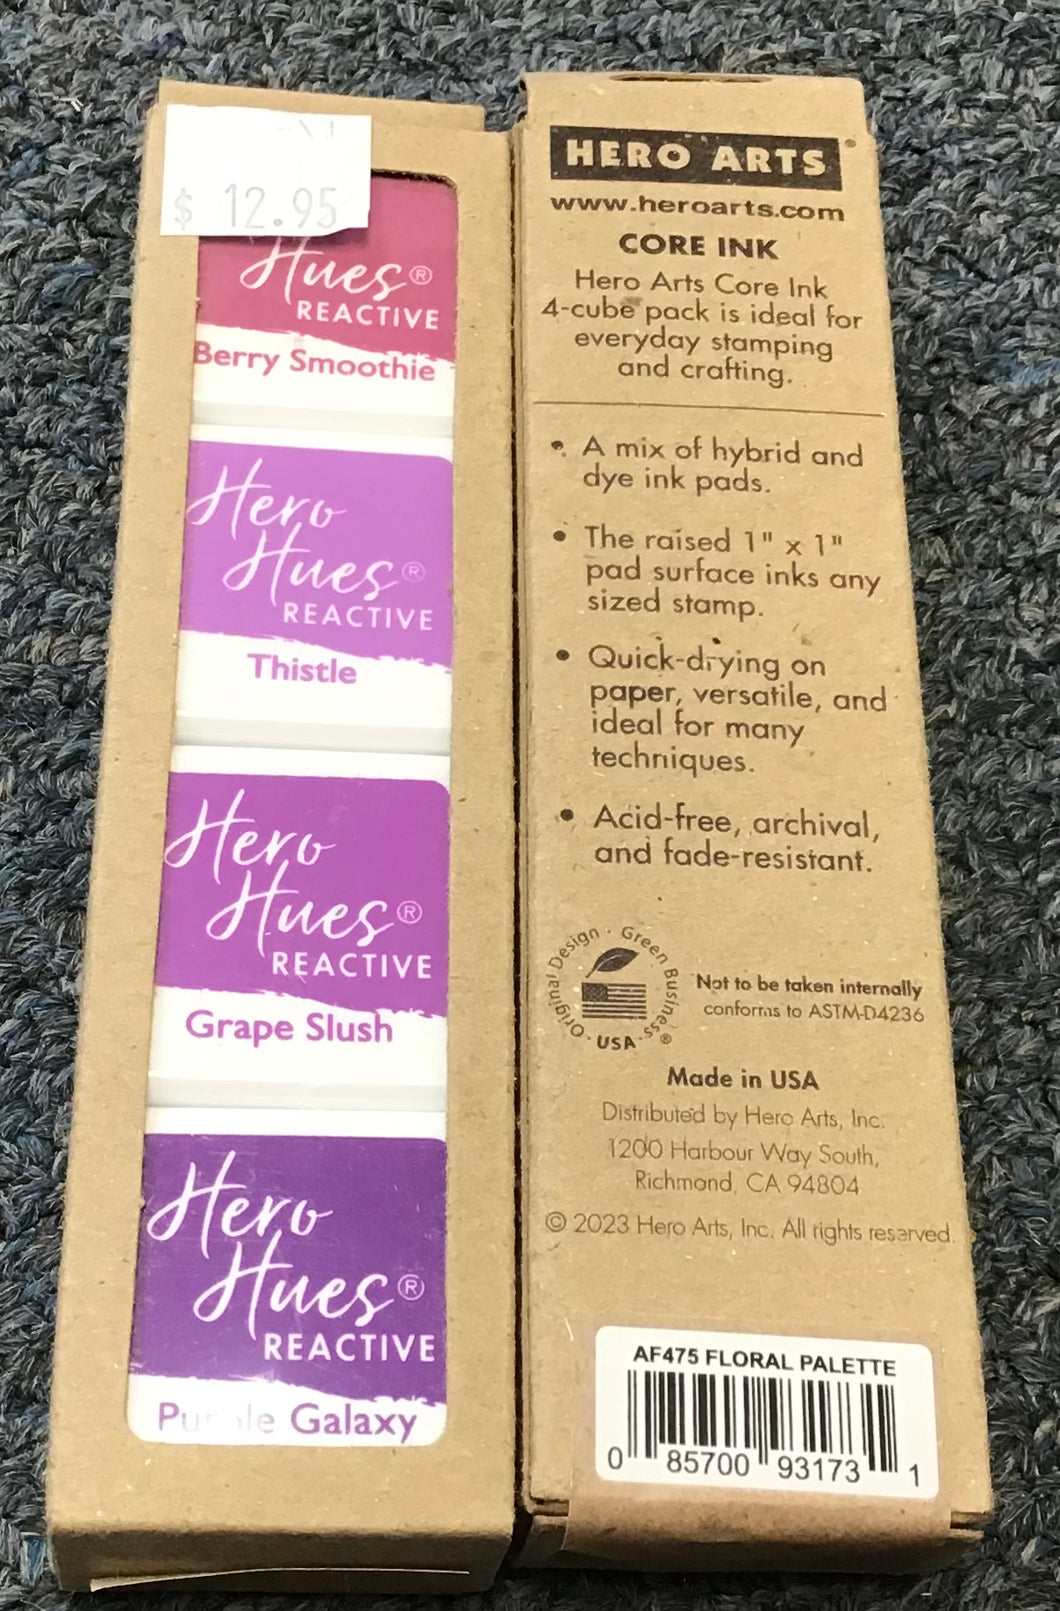 $ 12.95
Hues®
REACTIVE
Berry Smoothie
Hero
Hues®
REACTIVE
Thistle
Hero
Hues®
REACTIVE
Grape Slush
Hero
Hues®
REACTIVE
Purple Galaxy
HERO ARTS®
www.heroarts.com
CORE INK
Hero Arts Core Ink
4-cube pack is ideal for
everyday stamping
and crafting.
• A mix of hybrid and
dye ink pads.
• The raised 1" x 1"
pad surface inks any
sized stamp.
• Quick-drying on
paper, versatile, and
ideal for many
techniques.
• Acid-free, archival,
and fade-resistant.
Original Design · Green Business® · USA ·
Not to be taken internally
conforms to ASTM-D4236
Made in USA
Distributed by Hero Arts, Inc.
1200 Harbour Way South,
Richmond, CA 94804
© 2023 Hero Arts, Inc. All rights reserved.
AF475 FLORAL PALETTE
0 85700 93173 1